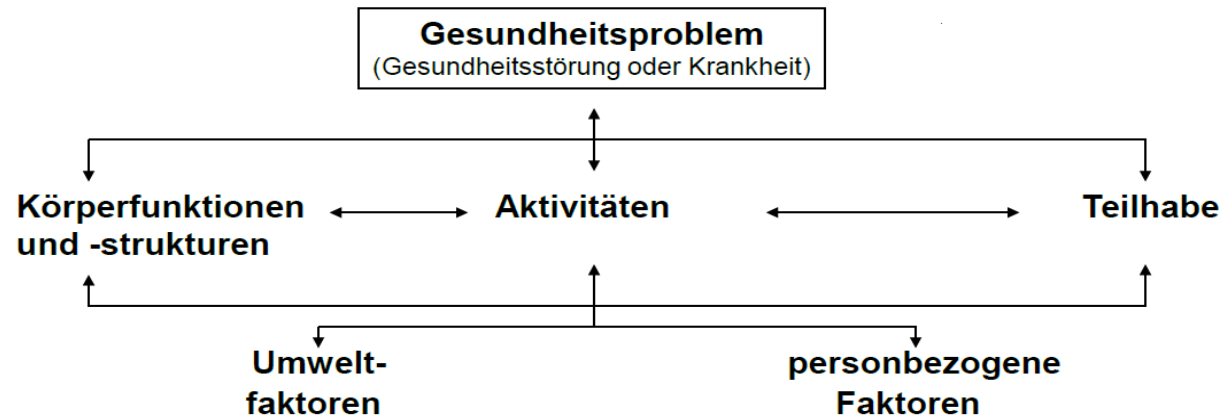 Gesundheitsproblem
(Gesundheitsstörung oder Krankheit)
Körperfunktionen
und -strukturen
Aktivitäten
Teilhabe
Umwelt-
faktoren
personbezogene
Faktoren